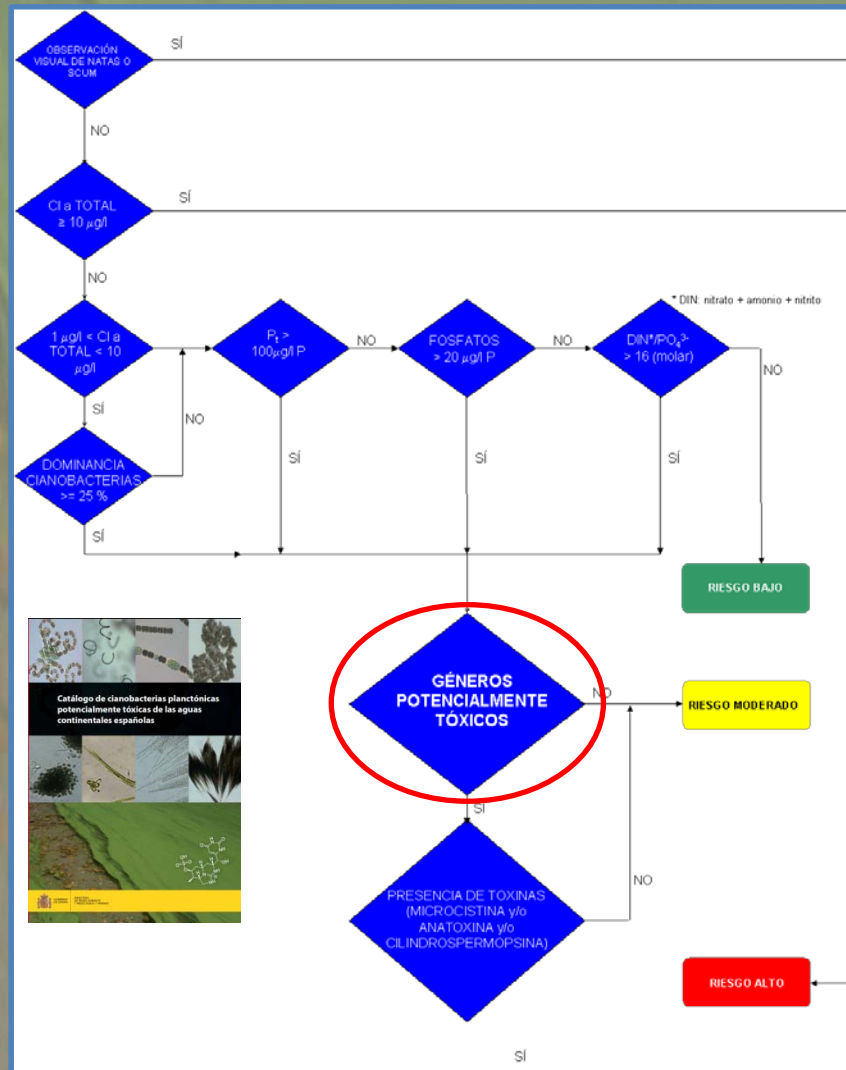 OBSERVACIÓN
VISUAL DE NATAS O
SCUM
SÍ
NO
Cl a TOTAL
≥ 10 µg/l
SÍ
NO
1 µg/l < Cl a
TOTAL < 10
µg/l
SÍ
NO
DOMINANCIA
CIANOBACTERIAS
>= 25 %
SÍ
Pt >
100µg/l P
NO
SÍ
FOSFATOS
> 20 µg/l P
NO
SÍ
* DIN: nitrato + amonio + nitrito
DIN*/PO₄³⁻
> 16 (molar)
NO
SÍ
RIESGO BAJO
GÉNEROS
POTENCIALMENTE
TÓXICOS
NO
RIESGO MODERADO
SÍ
Catálogo de cianobacterias planctónicas
potencialmente tóxicas de las aguas
continentales españolas
PRESENCIA DE TOXINAS
(MICROCISTINA y/o
ANATOXINA y/o
CILINDROSPERMOPSINA)
NO
RIESGO ALTO
SÍ